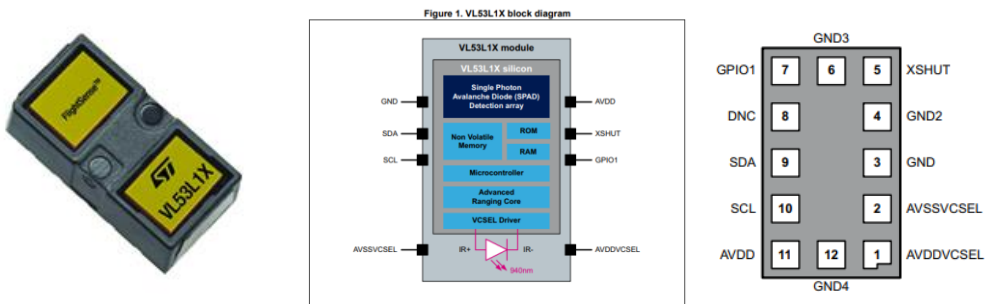 FlightSense™
ST
VL53L1X
Figure 1. VL53L1X block diagram
VL53L1X module
VL53L1X silicon
Single Photon
Avalanche Diode (SPAD)
Detection array
Non Volatile
Memory
ROM
RAM
Microcontroller
Advanced
Ranging Core
VCSEL Driver
IR+
IR-
940nm
GND
SDA
SCL
AVSSVCSEL
AVDD
XSHUT
GPIO1
AVDDVCSEL
GND3
GPIO1 7 6 5 XSHUT
DNC 8 4 GND2
SDA 9 3 GND
SCL 10 2 AVSSVCSEL
AVDD 11 12 1 AVDDVCSEL
GND4